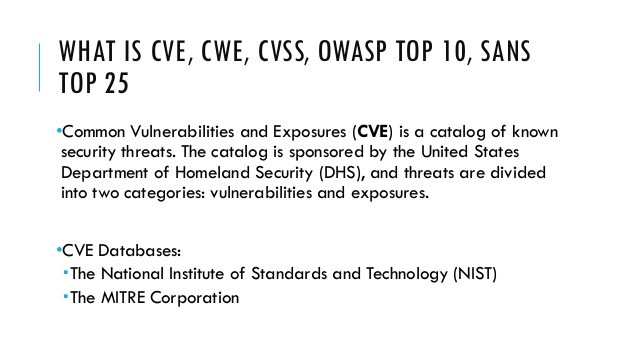 WHAT IS CVE, CWE, CVSS, OWASP TOP 10, SANS
TOP 25
•Common Vulnerabilities and Exposures (CVE) is a catalog of known
security threats. The catalog is sponsored by the United States
Department of Homeland Security (DHS), and threats are divided
into two categories: vulnerabilities and exposures.
•CVE Databases:
▪The National Institute of Standards and Technology (NIST)
▪The MITRE Corporation